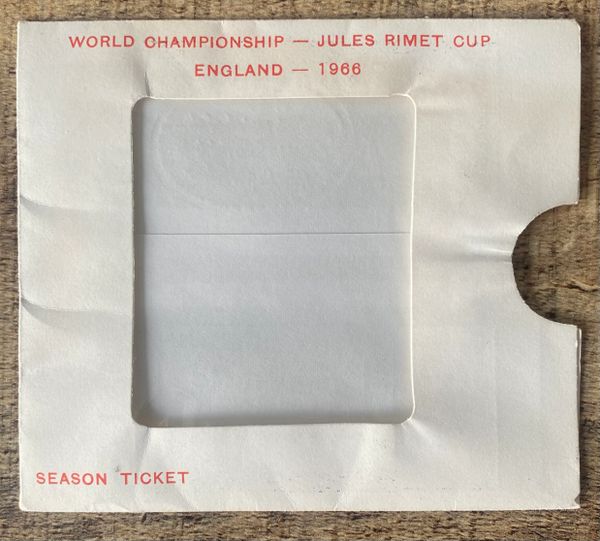 WORLD CHAMPIONSHIP — JULES RIMET CUP
ENGLAND — 1966
SEASON TICKET